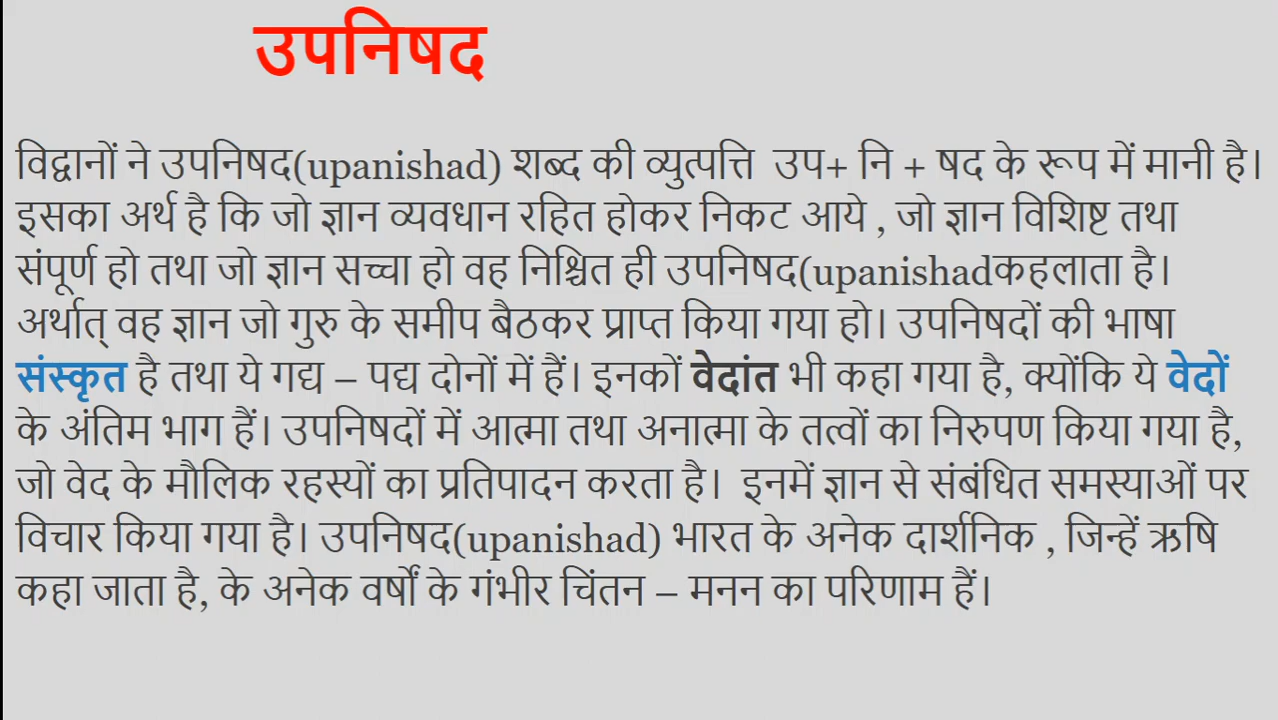 उपनिषद
विद्वानों ने उपनिषद(upanishad) शब्द की व्युत्पत्ति उप+ नि + षद के रूप में मानी है।
इसका अर्थ है कि जो ज्ञान व्यवधान रहित होकर निकट आये , जो ज्ञान विशिष्ट तथा
संपूर्ण हो तथा जो ज्ञान सच्चा हो वह निश्चित ही उपनिषद(upanishadकहलाता है।
अर्थात् वह ज्ञान जो गुरु के समीप बैठकर प्राप्त किया गया हो। उपनिषदों की भाषा
संस्कृत है तथा ये गद्य – पद्य दोनों में हैं। इनकों वेदांत भी कहा गया है, क्योंकि ये वेदों
के अंतिम भाग हैं। उपनिषदों में आत्मा तथा अनात्मा के तत्वों का निरुपण किया गया है,
जो वेद के मौलिक रहस्यों का प्रतिपादन करता है। इनमें ज्ञान से संबंधित समस्याओं पर
विचार किया गया है। उपनिषद(upanishad) भारत के अनेक दार्शनिक , जिन्हें ऋषि
कहा जाता है, के अनेक वर्षों के गंभीर चिंतन – मनन का परिणाम हैं।